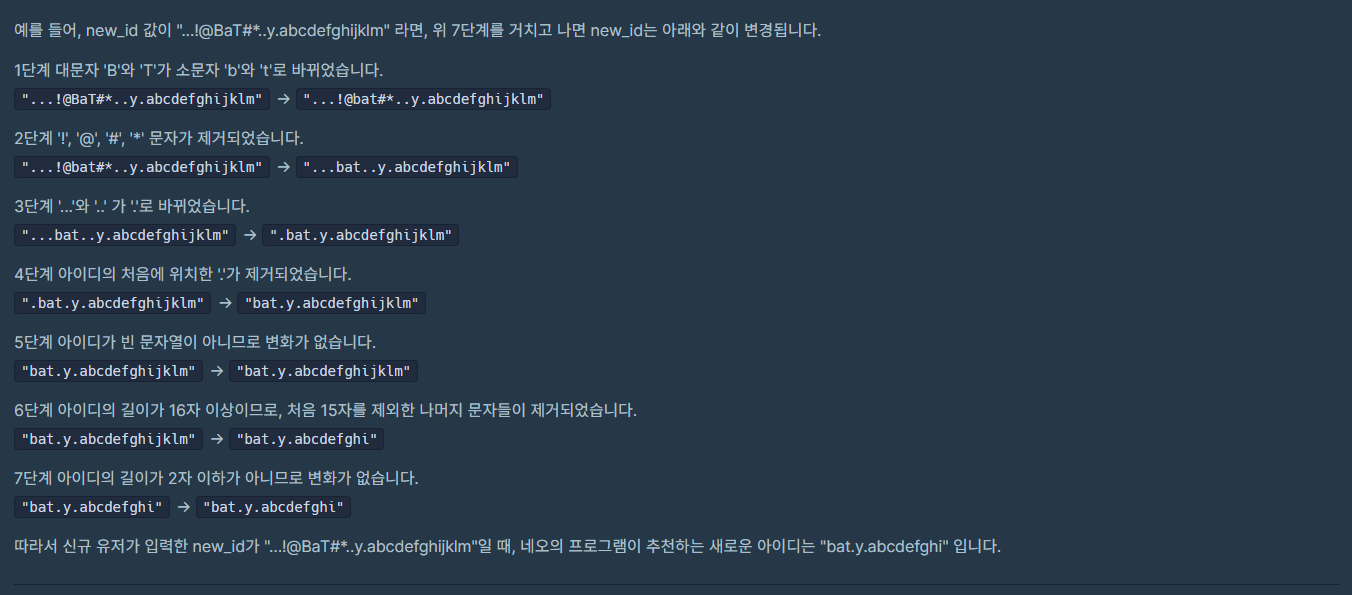 예를 들어, new_id 값이 "...!@BaT#*..y.abcdefghijklm" 라면, 위 7단계를 거치고 나면 new_id는 아래와 같이 변경됩니다.
1단계 대문자 'B'와 'T'가 소문자 'b'와 't'로 바뀌었습니다.
"...!@BaT#*..y.abcdefghijklm" → "...!@bat#*..y.abcdefghijklm"
2단계 '!', '@', '#', '*' 문자가 제거되었습니다.
"...!@bat#*..y.abcdefghijklm" → "...bat..y.abcdefghijklm"
3단계 '...'와 '..' 가 '.'로 바뀌었습니다.
"...bat..y.abcdefghijklm" → ".bat.y.abcdefghijklm"
4단계 아이디의 처음에 위치한 '.'가 제거되었습니다.
".bat.y.abcdefghijklm" → "bat.y.abcdefghijklm"
5단계 아이디가 빈 문자열이 아니므로 변화가 없습니다.
"bat.y.abcdefghijklm" → "bat.y.abcdefghijklm"
6단계 아이디의 길이가 16자 이상이므로, 처음 15자를 제외한 나머지 문자들이 제거되었습니다.
"bat.y.abcdefghijklm" → "bat.y.abcdefghi"
7단계 아이디의 길이가 2자 이하가 아니므로 변화가 없습니다.
"bat.y.abcdefghi" → "bat.y.abcdefghi"
따라서 신규 유저가 입력한 new_id가 "...!@BaT#*..y.abcdefghijklm"일 때, 네오의 프로그램이 추천하는 새로운 아이디는 "bat.y.abcdefghi" 입니다.